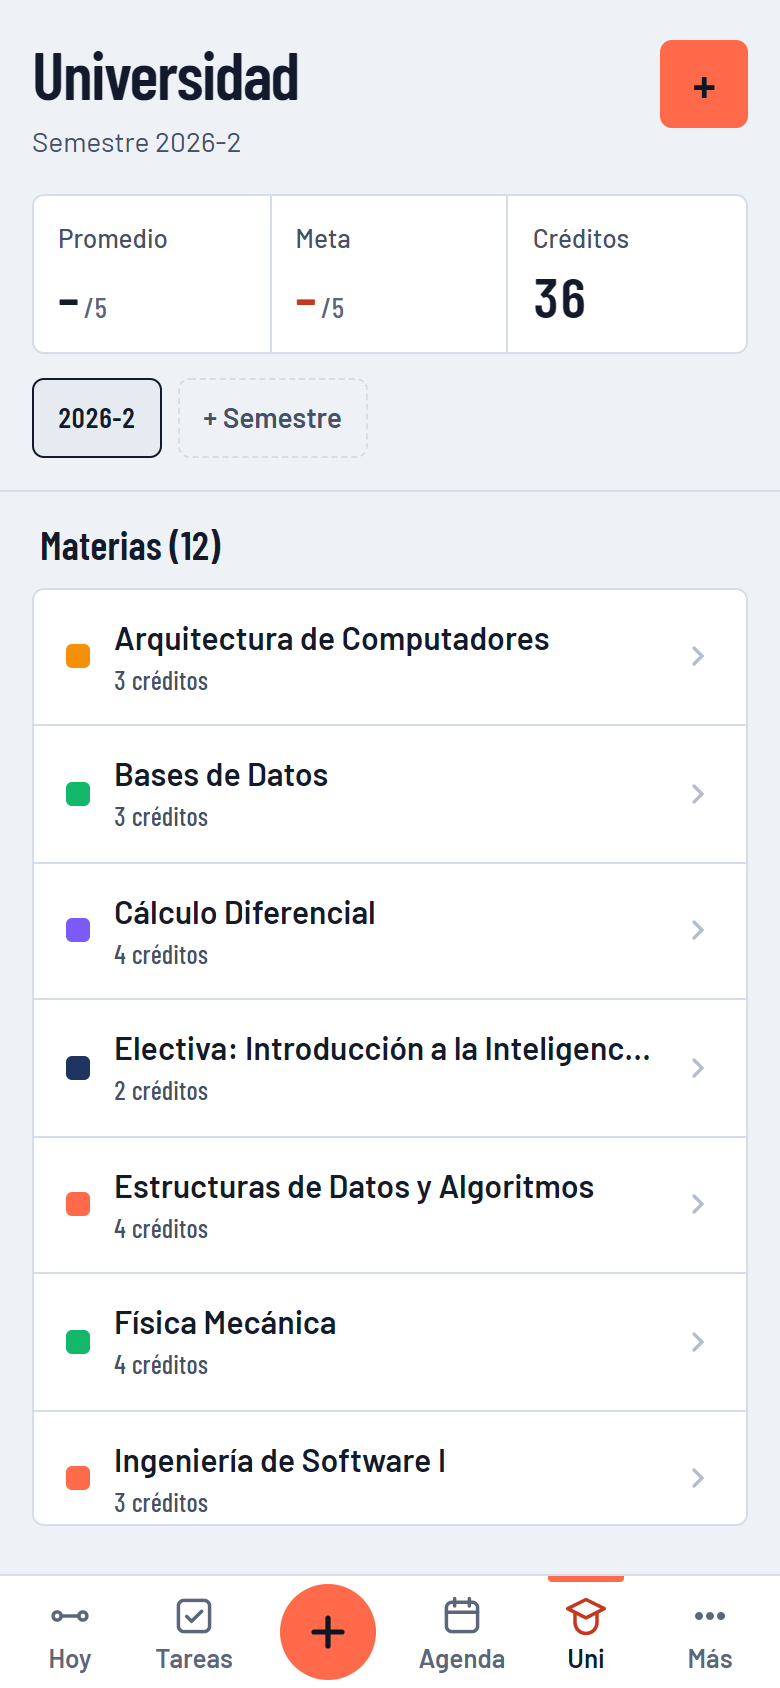 Universidad
+
Semestre 2026-2
Promedio
Meta
Créditos
– /5
– /5
36
2026-2
+ Semestre
Materias (12)
Arquitectura de Computadores
3 créditos
Bases de Datos
3 créditos
Cálculo Diferencial
4 créditos
Electiva: Introducción a la Inteligenc...
2 créditos
Estructuras de Datos y Algoritmos
4 créditos
Física Mecánica
4 créditos
Ingeniería de Software I
3 créditos
Hoy
Tareas
+
Agenda
Uni
Más